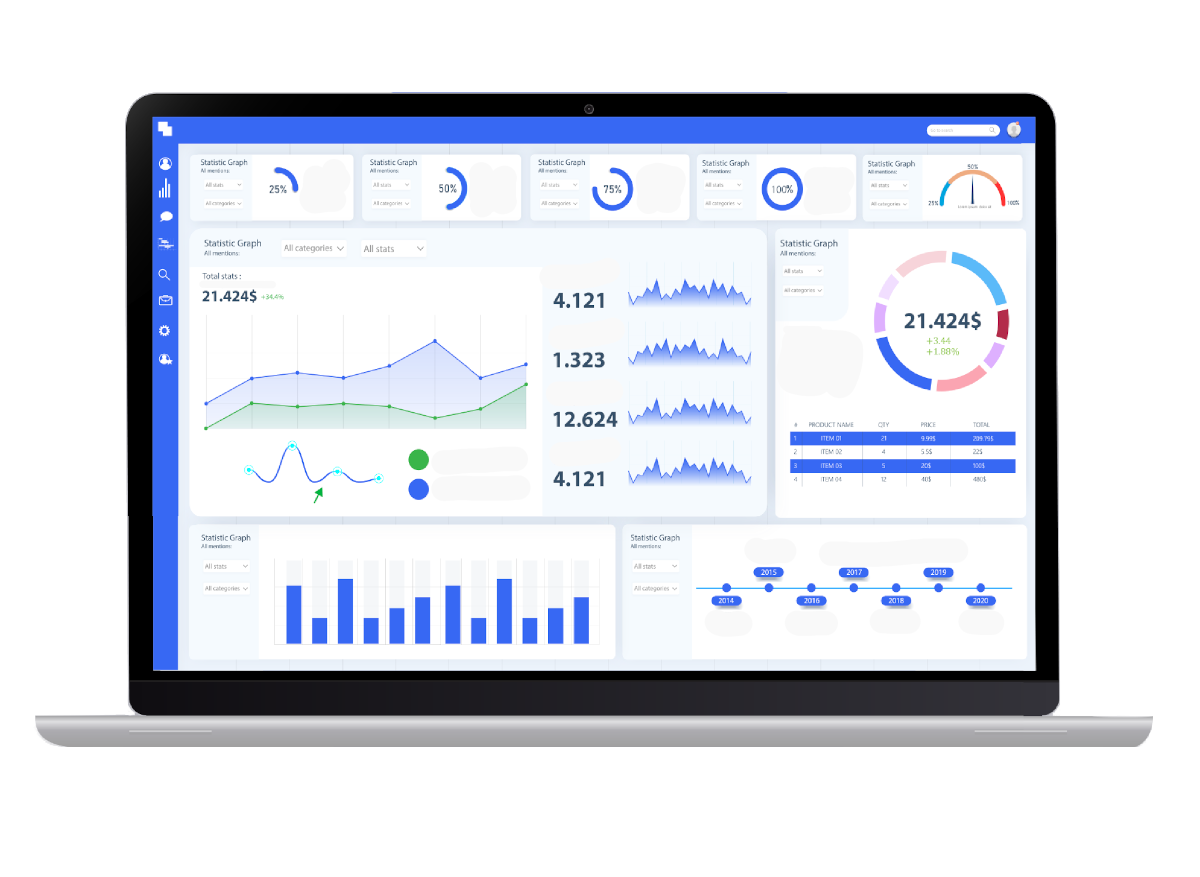 Statistic Graph
All mentions:
All stats
All categories
25%
Statistic Graph
All mentions:
All stats
All categories
50%
Statistic Graph
All mentions:
All stats
All categories
75%
Statistic Graph
All mentions:
All stats
All categories
100%
Statistic Graph
All mentions:
All stats
All categories
50%
25%
100%
Statistic Graph
All mentions:
All categories
All stats
Total stats :
21.424$ +34.4%
4.121
1.323
12.624
4.121
Statistic Graph
All mentions:
All stats
All categories
21.424$
+3.44
+1.88%
# PRODUCT NAME QTY PRICE TOTAL
1 ITEM 01 21 9.99$ 209.79$
2 ITEM 02 4 5.5$ 22$
3 ITEM 03 5 20$ 100$
4 ITEM 04 12 40$ 480$
Statistic Graph
All mentions:
All stats
All categories
Statistic Graph
All mentions:
All stats
All categories
2015 2017 2019
2014 2016 2018 2020